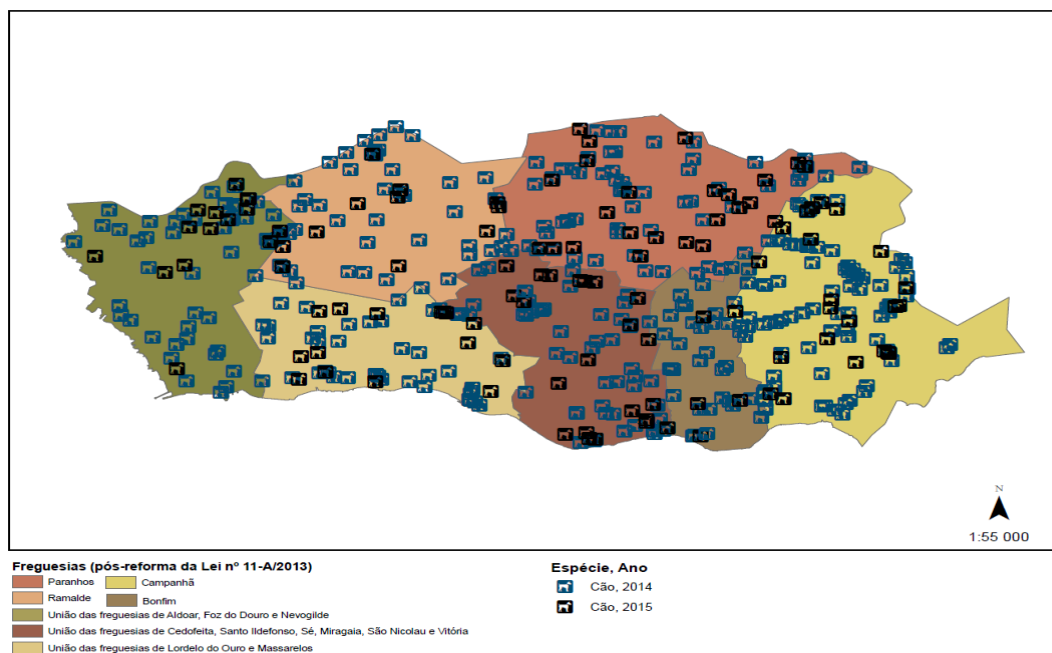 N
1:55 000
Freguesias (pós-reforma da Lei nº 11-A/2013)
Paranhos
Campanhã
Ramalde
Bonfim
União das freguesias de Aldoar, Foz do Douro e Nevogilde
União das freguesias de Cedofeita, Santo Ildefonso, Sé, Miragaia, São Nicolau e Vitória
União das freguesias de Lordelo do Ouro e Massarelos
Espécie, Ano
Cão, 2014
Cão, 2015